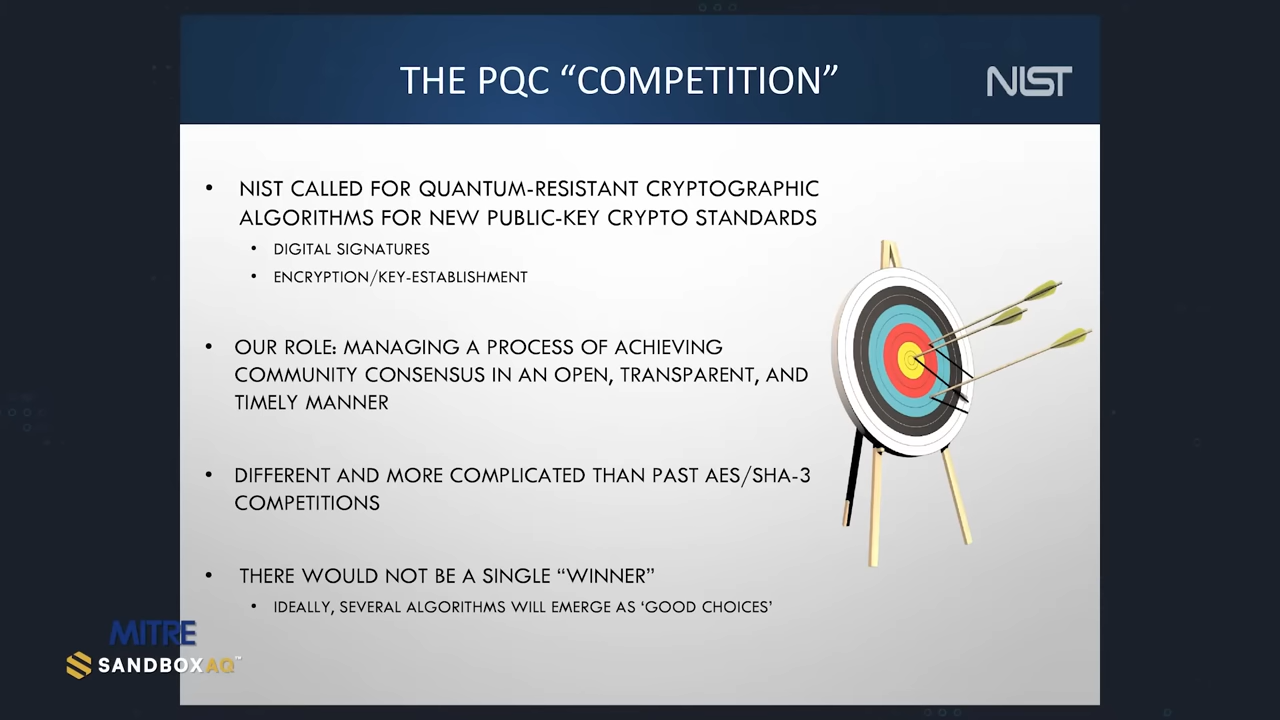 THE PQC “COMPETITION”
NIST
• NIST CALLED FOR QUANTUM-RESISTANT CRYPTOGRAPHIC
ALGORITHMS FOR NEW PUBLIC-KEY CRYPTO STANDARDS
• DIGITAL SIGNATURES
• ENCRYPTION/KEY-ESTABLISHMENT
• OUR ROLE: MANAGING A PROCESS OF ACHIEVING
COMMUNITY CONSENSUS IN AN OPEN, TRANSPARENT, AND
TIMELY MANNER
• DIFFERENT AND MORE COMPLICATED THAN PAST AES/SHA-3
COMPETITIONS
• THERE WOULD NOT BE A SINGLE “WINNER”
• IDEALLY, SEVERAL ALGORITHMS WILL EMERGE AS ‘GOOD CHOICES’
MITRE
SANDBOXAQ™